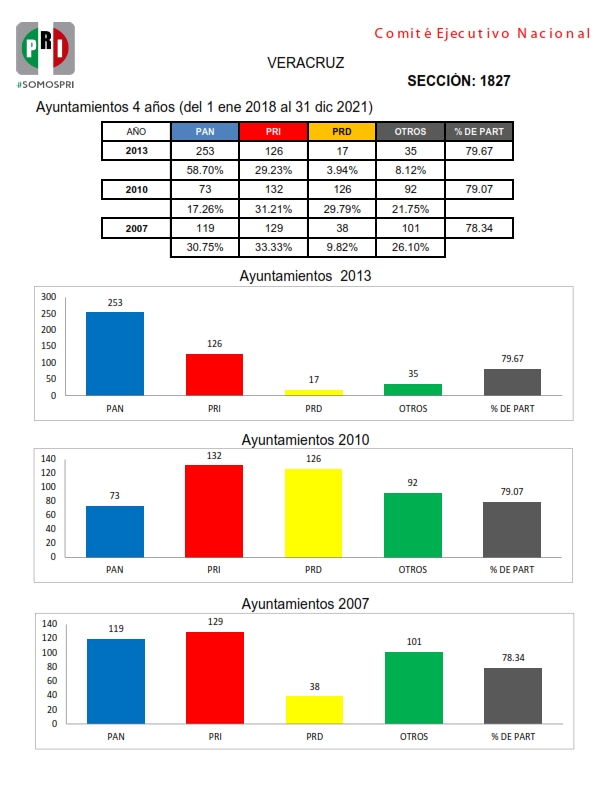 Comité Ejecutivo Nacional
PRI
#SOMOSPRI
VERACRUZ
SECCIÓN: 1827
Ayuntamientos 4 años (del 1 ene 2018 al 31 dic 2021)
AÑO PAN PRI PRD OTROS % DE PART
2013 253 126 17 35 79.67
58.70% 29.23% 3.94% 8.12%
2010 73 132 126 92 79.07
17.26% 31.21% 29.79% 21.75%
2007 119 129 38 101 78.34
30.75% 33.33% 9.82% 26.10%
Ayuntamientos 2013
300
250
200
150
100
50
0
253 126 17 35 79.67
PAN PRI PRD OTROS % DE PART
Ayuntamientos 2010
140
120
100
80
60
40
20
0
73 132 126 92 79.07
PAN PRI PRD OTROS % DE PART
Ayuntamientos 2007
140
120
100
80
60
40
20
0
119 129 38 101 78.34
PAN PRI PRD OTROS % DE PART